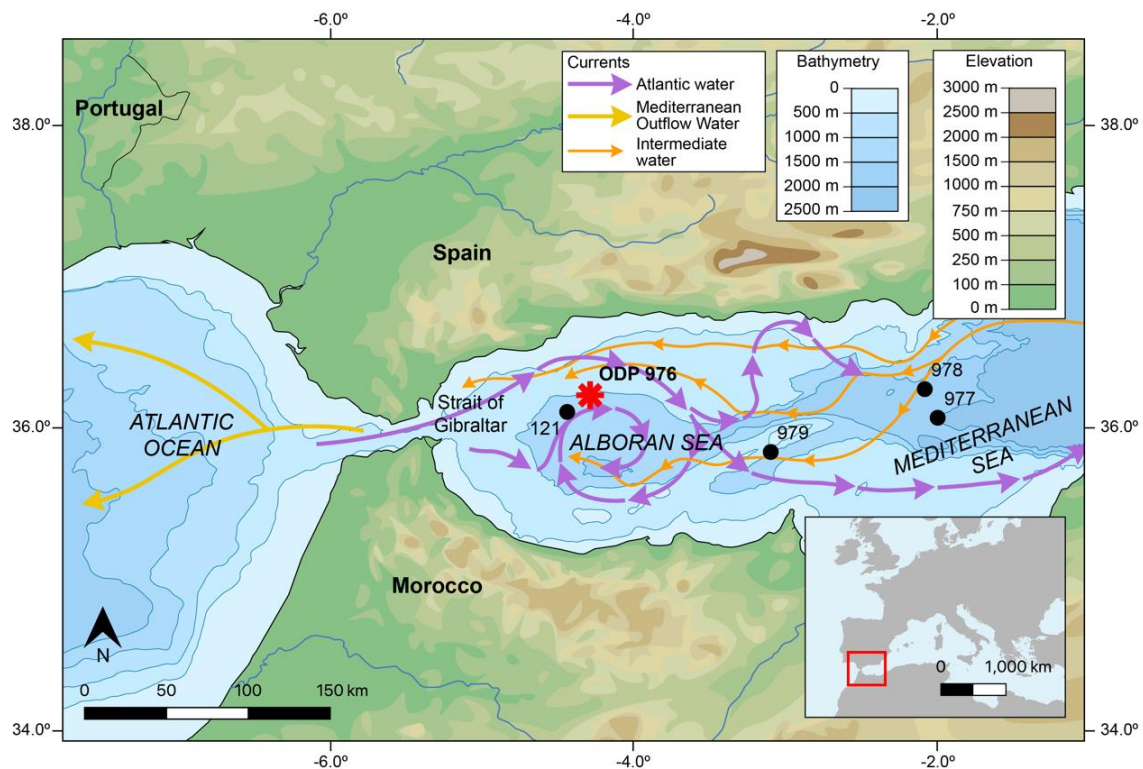 -6.0º
-4.0º
-2.0º
38.0º
38.0º
36.0º
36.0º
34.0º
34.0º
-6.0º
-4.0º
-2.0º
Currents
Atlantic water
Mediterranean
Outflow Water
Intermediate
water
Bathymetry
0
500 m
1000 m
1500 m
2000 m
2500 m
Elevation
3000 m
2500 m
2000 m
1500 m
1000 m
750 m
500 m
250 m
100 m
0 m
Portugal
Spain
ODP 976
978
977
Strait of
Gibraltar
121
979
ATLANTIC
OCEAN
ALBORAN SEA
MEDITERRANEAN
SEA
Morocco
N
0
50
100
150 km
0
1,000 km